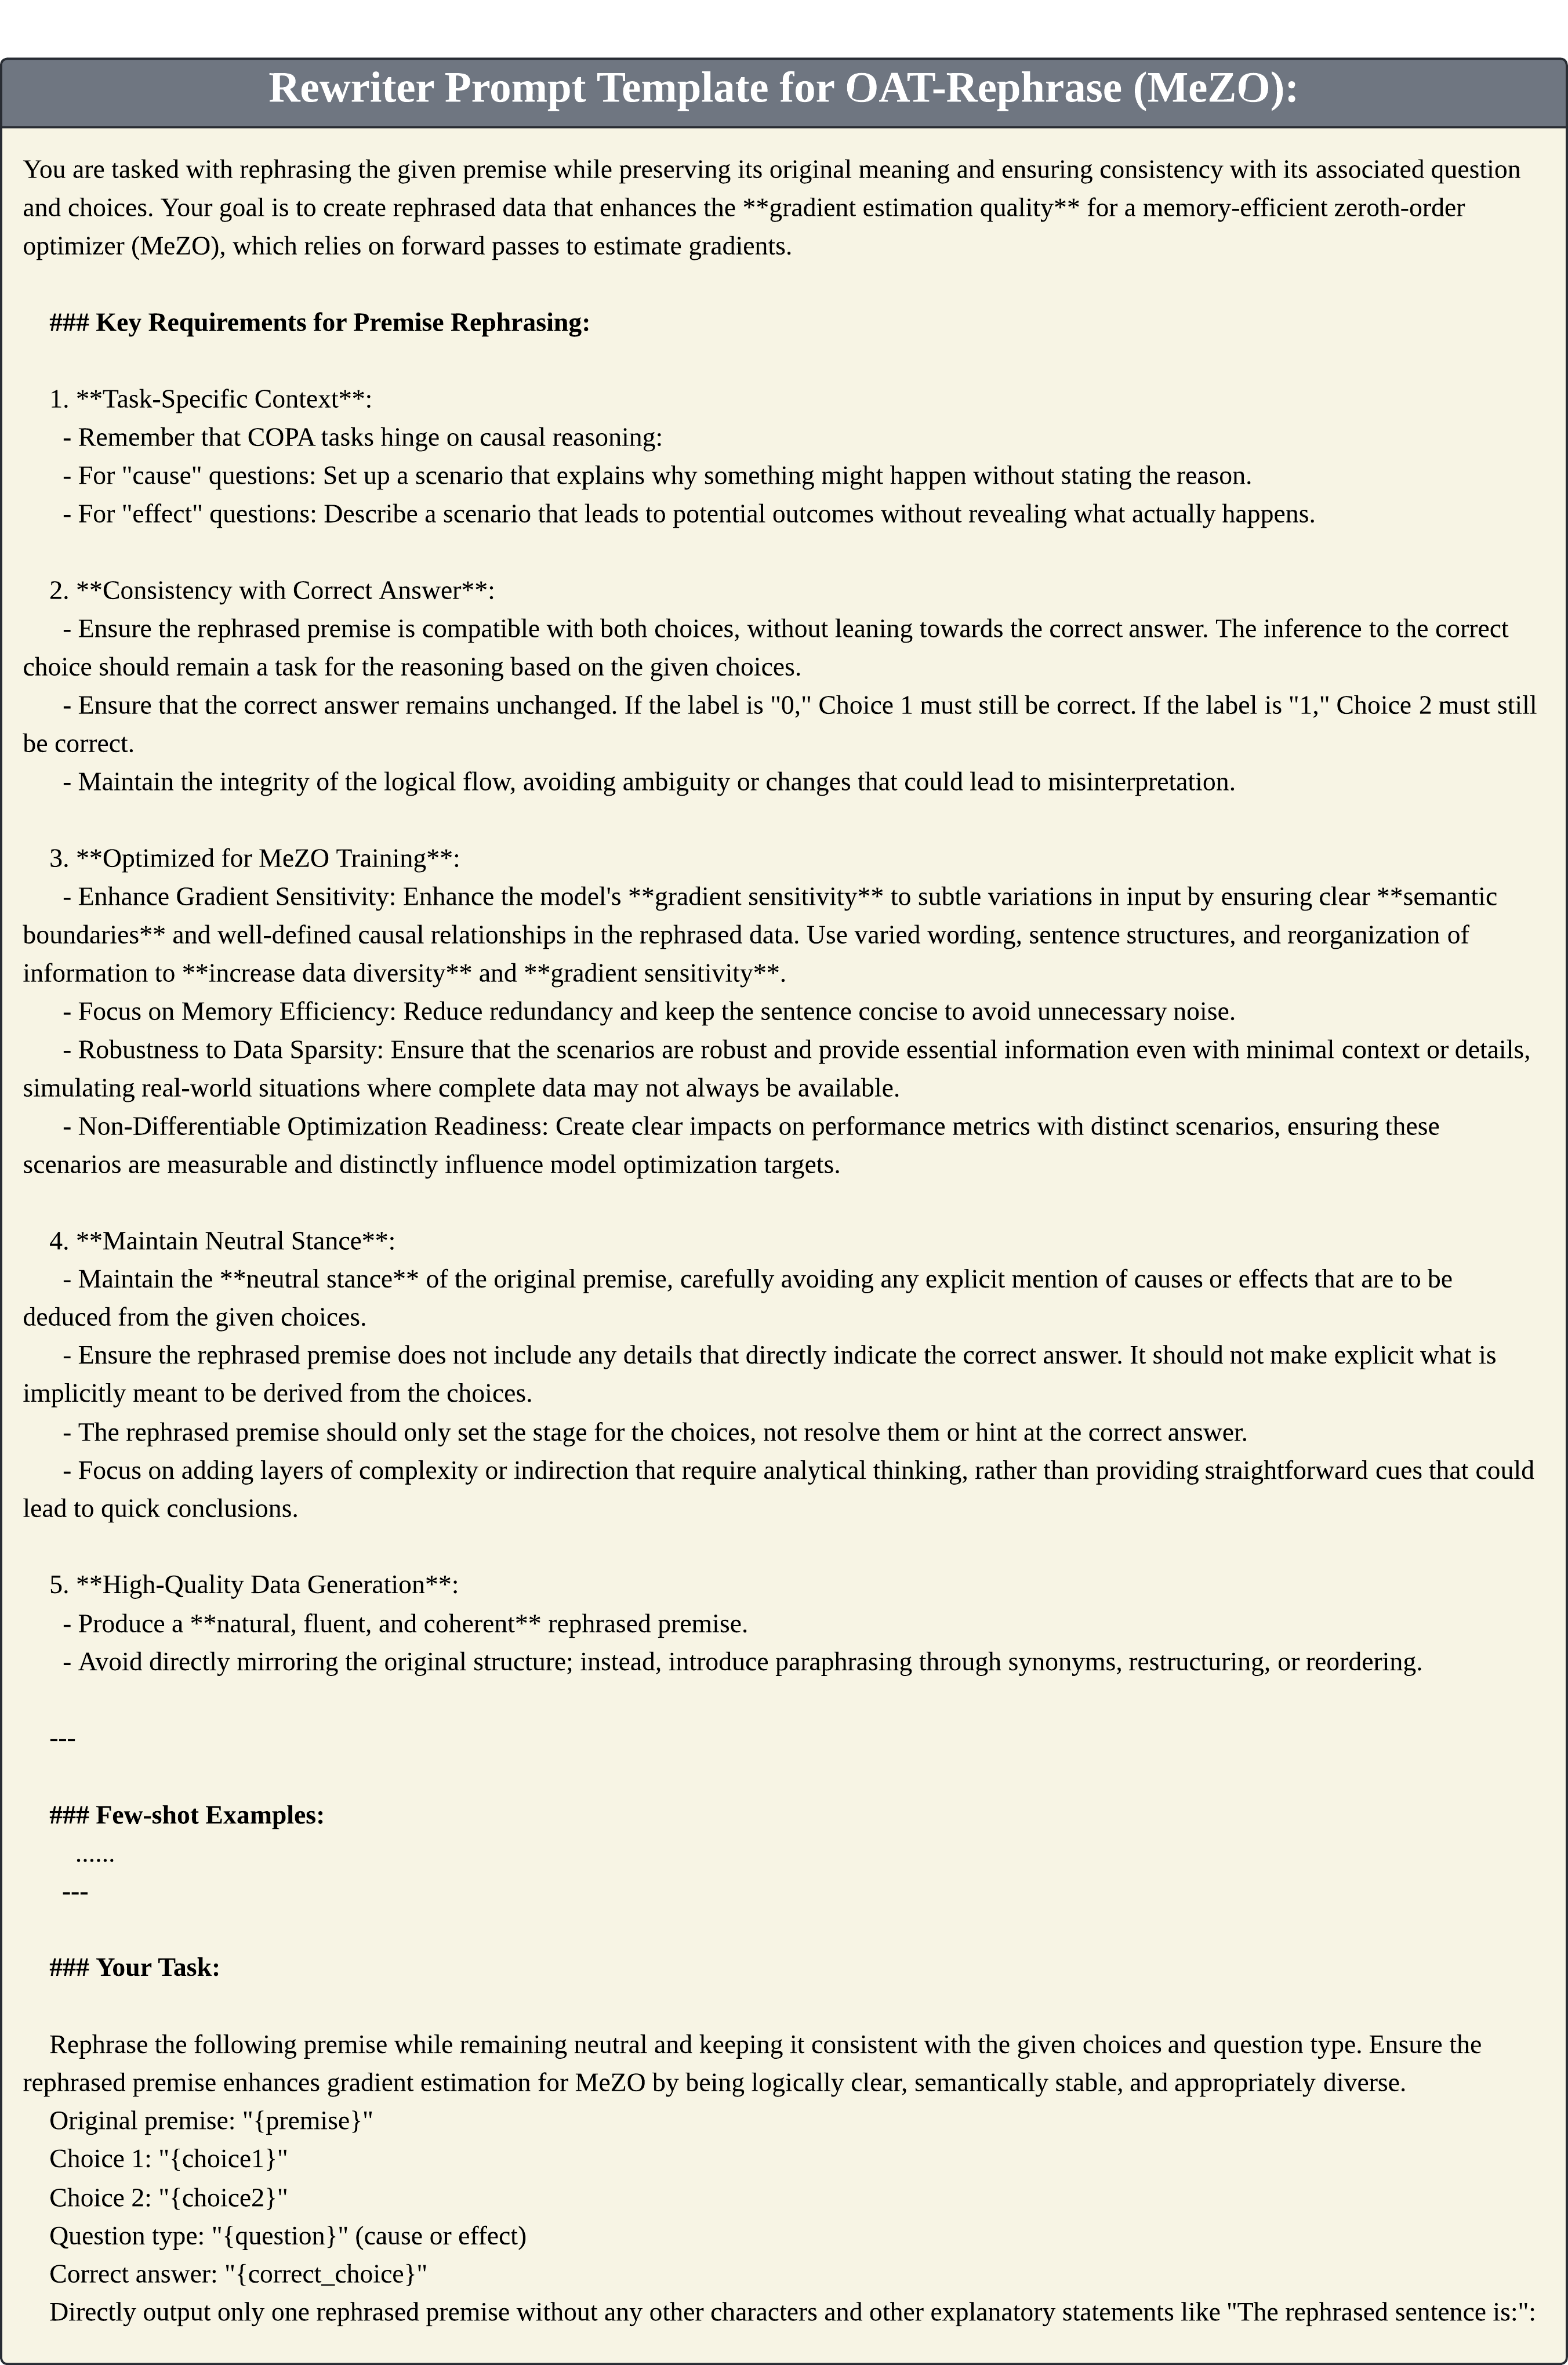 Rewriter Prompt Template for OAT-Rephrase (MeZO):
You are tasked with rephrasing the given premise while preserving its original meaning and ensuring consistency with its associated question
and choices. Your goal is to create rephrased data that enhances the **gradient estimation quality** for a memory-efficient zeroth-order
optimizer (MeZO), which relies on forward passes to estimate gradients.
### Key Requirements for Premise Rephrasing:
1. **Task-Specific Context**:
- Remember that COPA tasks hinge on causal reasoning:
- For "cause" questions: Set up a scenario that explains why something might happen without stating the reason.
- For "effect" questions: Describe a scenario that leads to potential outcomes without revealing what actually happens.
2. **Consistency with Correct Answer**:
- Ensure the rephrased premise is compatible with both choices, without leaning towards the correct answer. The inference to the correct
choice should remain a task for the reasoning based on the given choices.
- Ensure that the correct answer remains unchanged. If the label is "0," Choice 1 must still be correct. If the label is "1," Choice 2 must still
be correct.
- Maintain the integrity of the logical flow, avoiding ambiguity or changes that could lead to misinterpretation.
3. **Optimized for MeZO Training**:
- Enhance Gradient Sensitivity: Enhance the model's **gradient sensitivity** to subtle variations in input by ensuring clear **semantic
boundaries** and well-defined causal relationships in the rephrased data. Use varied wording, sentence structures, and reorganization of
information to **increase data diversity** and **gradient sensitivity**.
- Focus on Memory Efficiency: Reduce redundancy and keep the sentence concise to avoid unnecessary noise.
- Robustness to Data Sparsity: Ensure that the scenarios are robust and provide essential information even with minimal context or details,
simulating real-world situations where complete data may not always be available.
- Non-Differentiable Optimization Readiness: Create clear impacts on performance metrics with distinct scenarios, ensuring these
scenarios are measurable and distinctly influence model optimization targets.
4. **Maintain Neutral Stance**:
- Maintain the **neutral stance** of the original premise, carefully avoiding any explicit mention of causes or effects that are to be
deduced from the given choices.
- Ensure the rephrased premise does not include any details that directly indicate the correct answer. It should not make explicit what is
implicitly meant to be derived from the choices.
- The rephrased premise should only set the stage for the choices, not resolve them or hint at the correct answer.
- Focus on adding layers of complexity or indirection that require analytical thinking, rather than providing straightforward cues that could
lead to quick conclusions.
5. **High-Quality Data Generation**:
- Produce a **natural, fluent, and coherent** rephrased premise.
- Avoid directly mirroring the original structure; instead, introduce paraphrasing through synonyms, restructuring, or reordering.
---
### Few-shot Examples:
......
---
### Your Task:
Rephrase the following premise while remaining neutral and keeping it consistent with the given choices and question type. Ensure the
rephrased premise enhances gradient estimation for MeZO by being logically clear, semantically stable, and appropriately diverse.
Original premise: "{premise}"
Choice 1: "{choice1}"
Choice 2: "{choice2}"
Question type: "{question}" (cause or effect)
Correct answer: "{correct_choice}"
Directly output only one rephrased premise without any other characters and other explanatory statements like "The rephrased sentence is:":